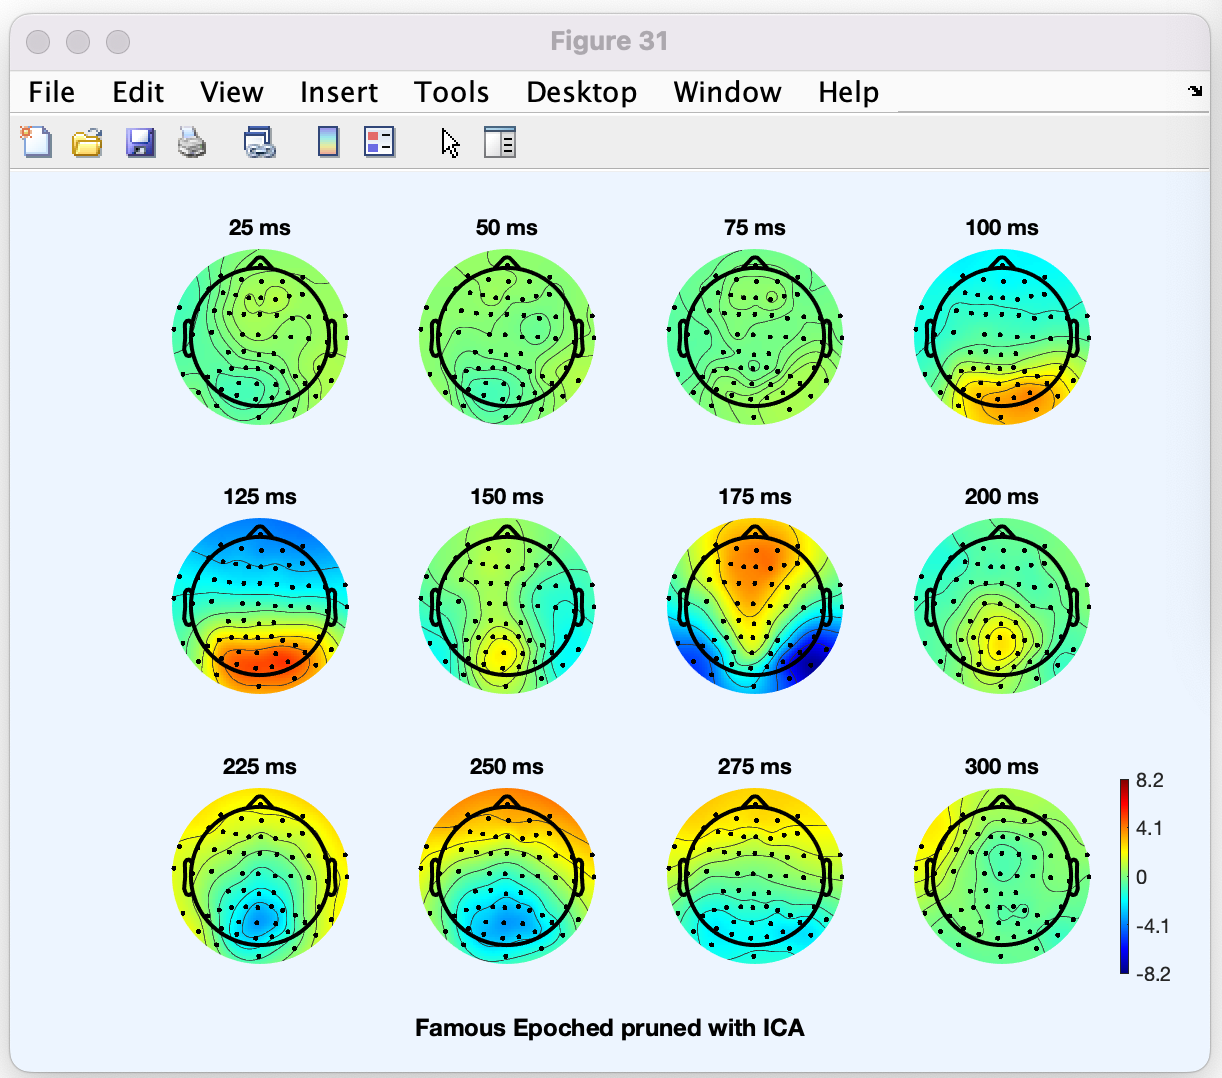 Figure 31
File Edit View Insert Tools Desktop Window Help
25 ms 50 ms 75 ms 100 ms
125 ms 150 ms 175 ms 200 ms
225 ms 250 ms 275 ms 300 ms
8.2
4.1
0
-4.1
-8.2
Famous Epoched pruned with ICA